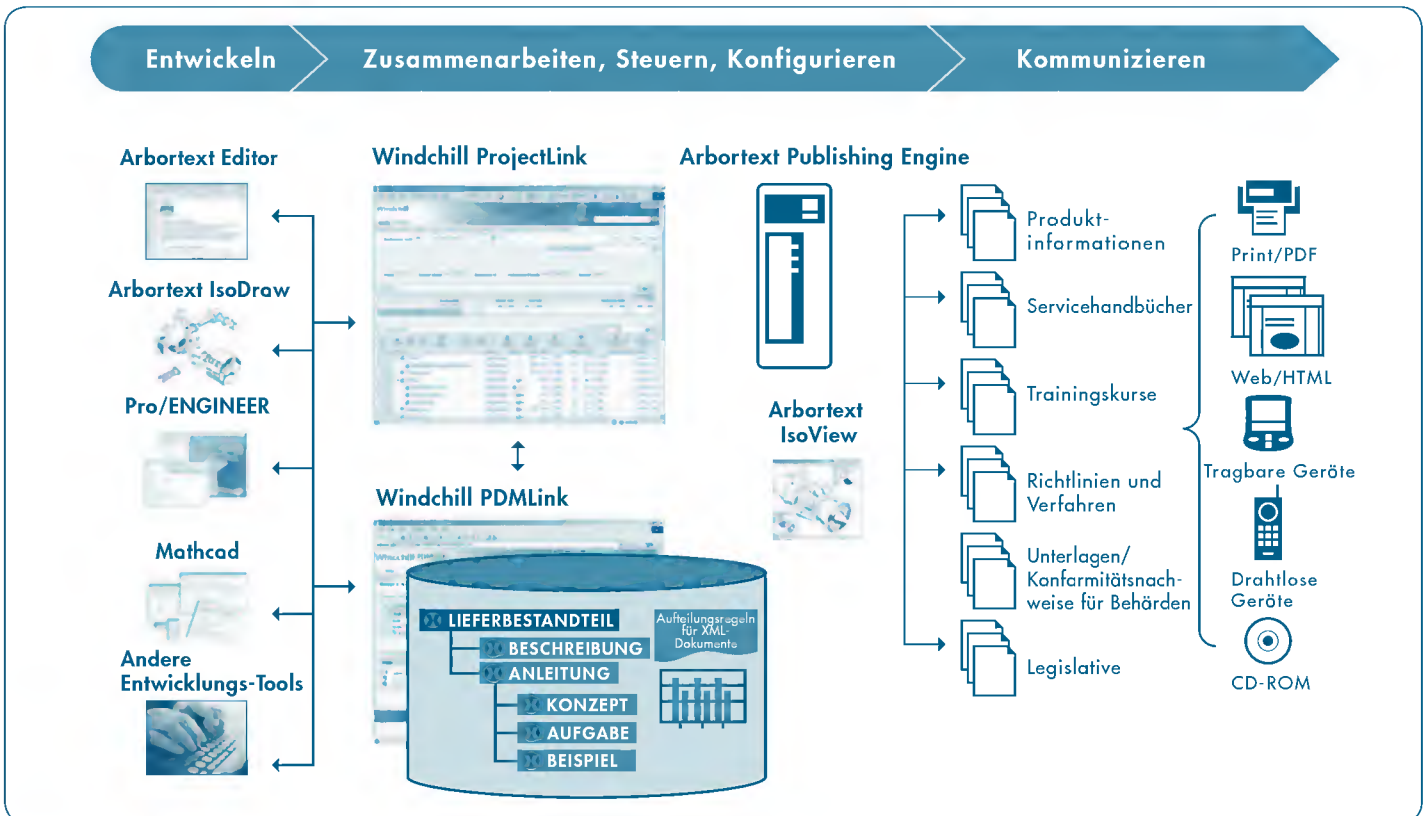 Entwickeln
Zusammenarbeiten, Steuern, Konfigurieren
Kommunizieren
Arbortext Editor
Arbortext IsoDraw
Pro/ENGINEER
Mathcad
Andere
Entwicklungs-Tools
Windchill ProjectLink
Windchill PDMLink
LIEFERBESTANDTEIL
BESCHREIBUNG
ANLEITUNG
KONZEPT
AUFGABE
BEISPIEL
Aufteilungsregeln
für XML-
Dokumente
Arbortext Publishing Engine
Arbortext
IsoView
Produkt-
informationen
Servicehandbücher
Trainingskurse
Richtlinien und
Verfahren
Unterlagen/
Konfarmitätsnach-
weise für Behärden
Legislative
Print/PDF
Web/HTML
Tragbare Geräte
Drahtlose
Geräte
CD-ROM